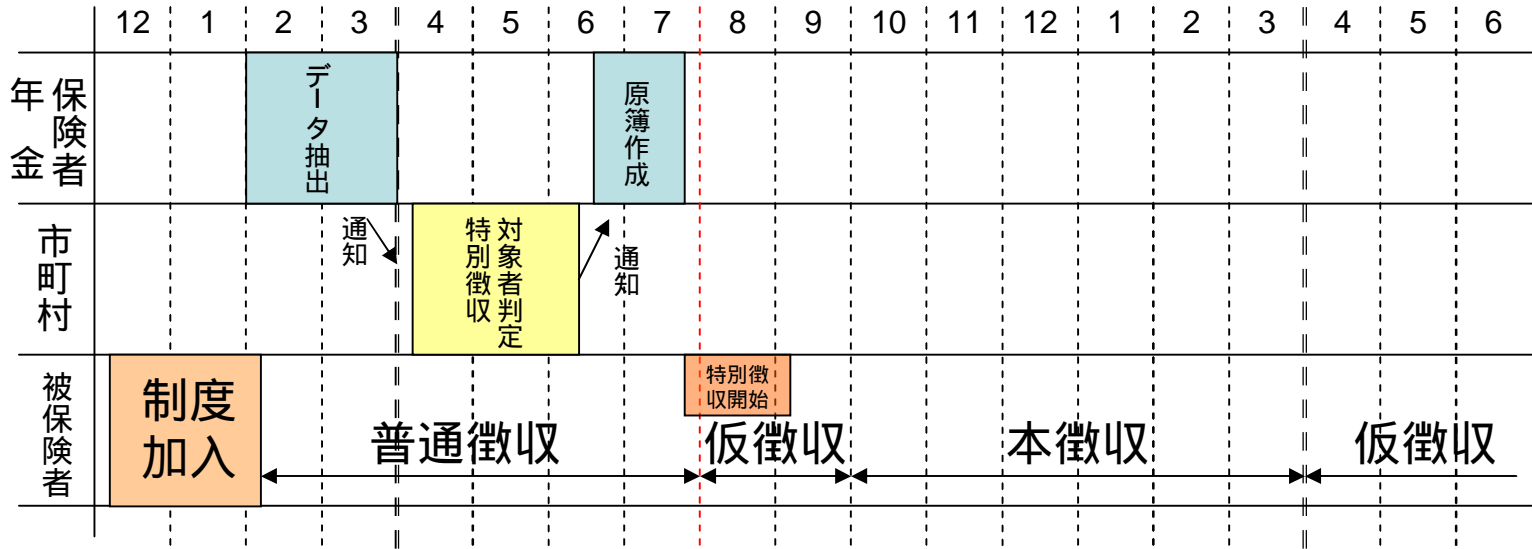 12 1 2 3 4 5 6 7 8 9 10 11 12 1 2 3 4 5 6
年金
保険者
データ抽出
原簿作成
市町村
通知
特別徴収
対象者判定
通知
被保険者
制度
加入
普通徴収
特別徴
収開始
仮徴収
本徴収
仮徴収